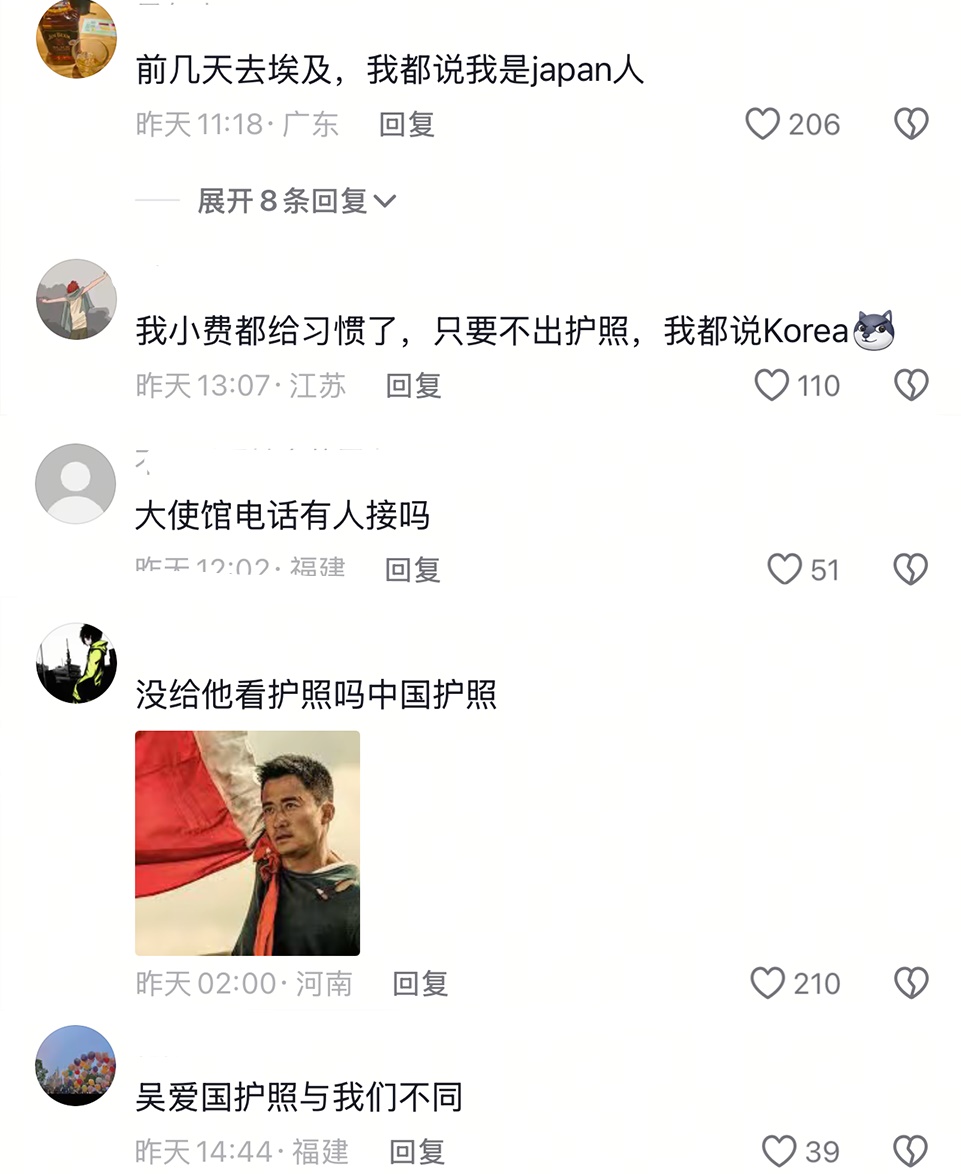 前几天去埃及，我都说我是japan人
昨天 11:18 · 广东 回复 206
展开 8 条回复
我小费都给习惯了，只要不出护照，我都说Korea
昨天 13:07 · 江苏 回复 110
大使馆电话有人接吗
昨天 12:02 · 福建 回复 51
没给他看护照吗中国护照
昨天 02:00 · 河南 回复 210
吴爱国护照与我们不同
昨天 14:44 · 福建 回复 39